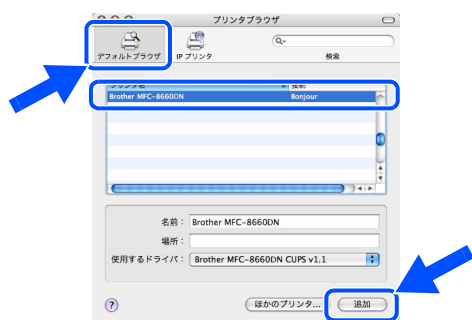 プリンタブラウザ
デフォルトブラウザ
IP プリンタ
検索
プリンタ名 接続
Brother MFC-8660DN Bonjour
名前： Brother MFC-8660DN
場所：
使用するドライバ： Brother MFC-8660DN CUPS v1.1
?
ほかのプリンタ... 追加